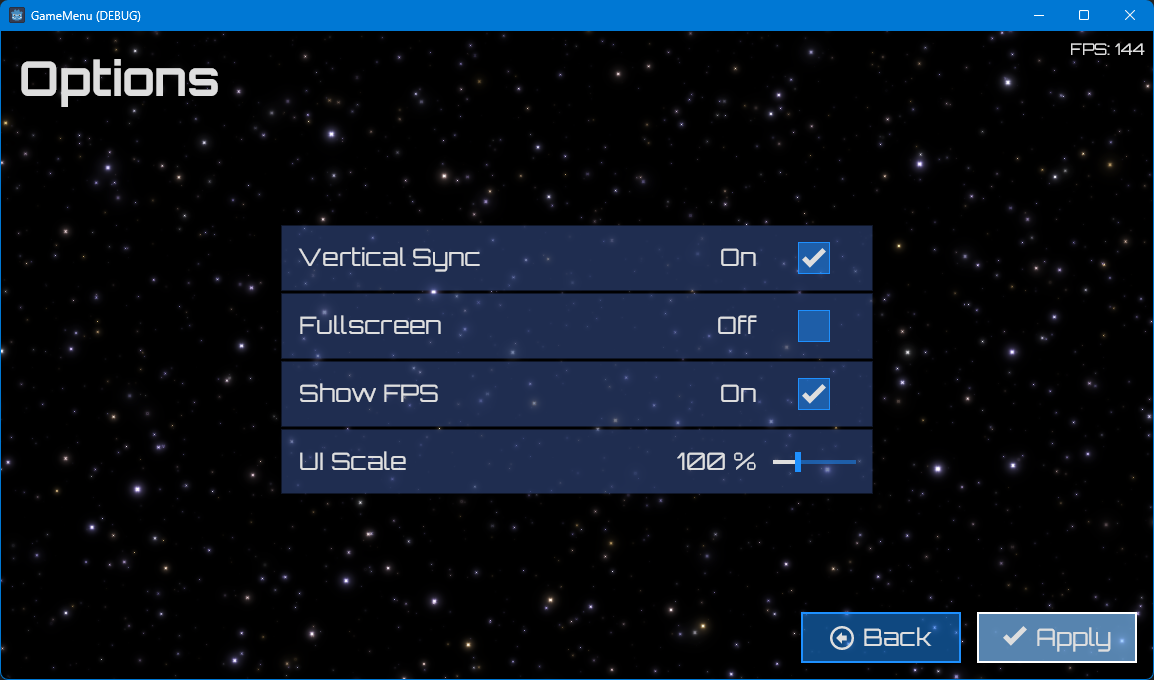 GameMenu (DEBUG)
FPS: 144
Options
Vertical Sync On
Fullscreen Off
Show FPS On
UI Scale 100 %
Back Apply